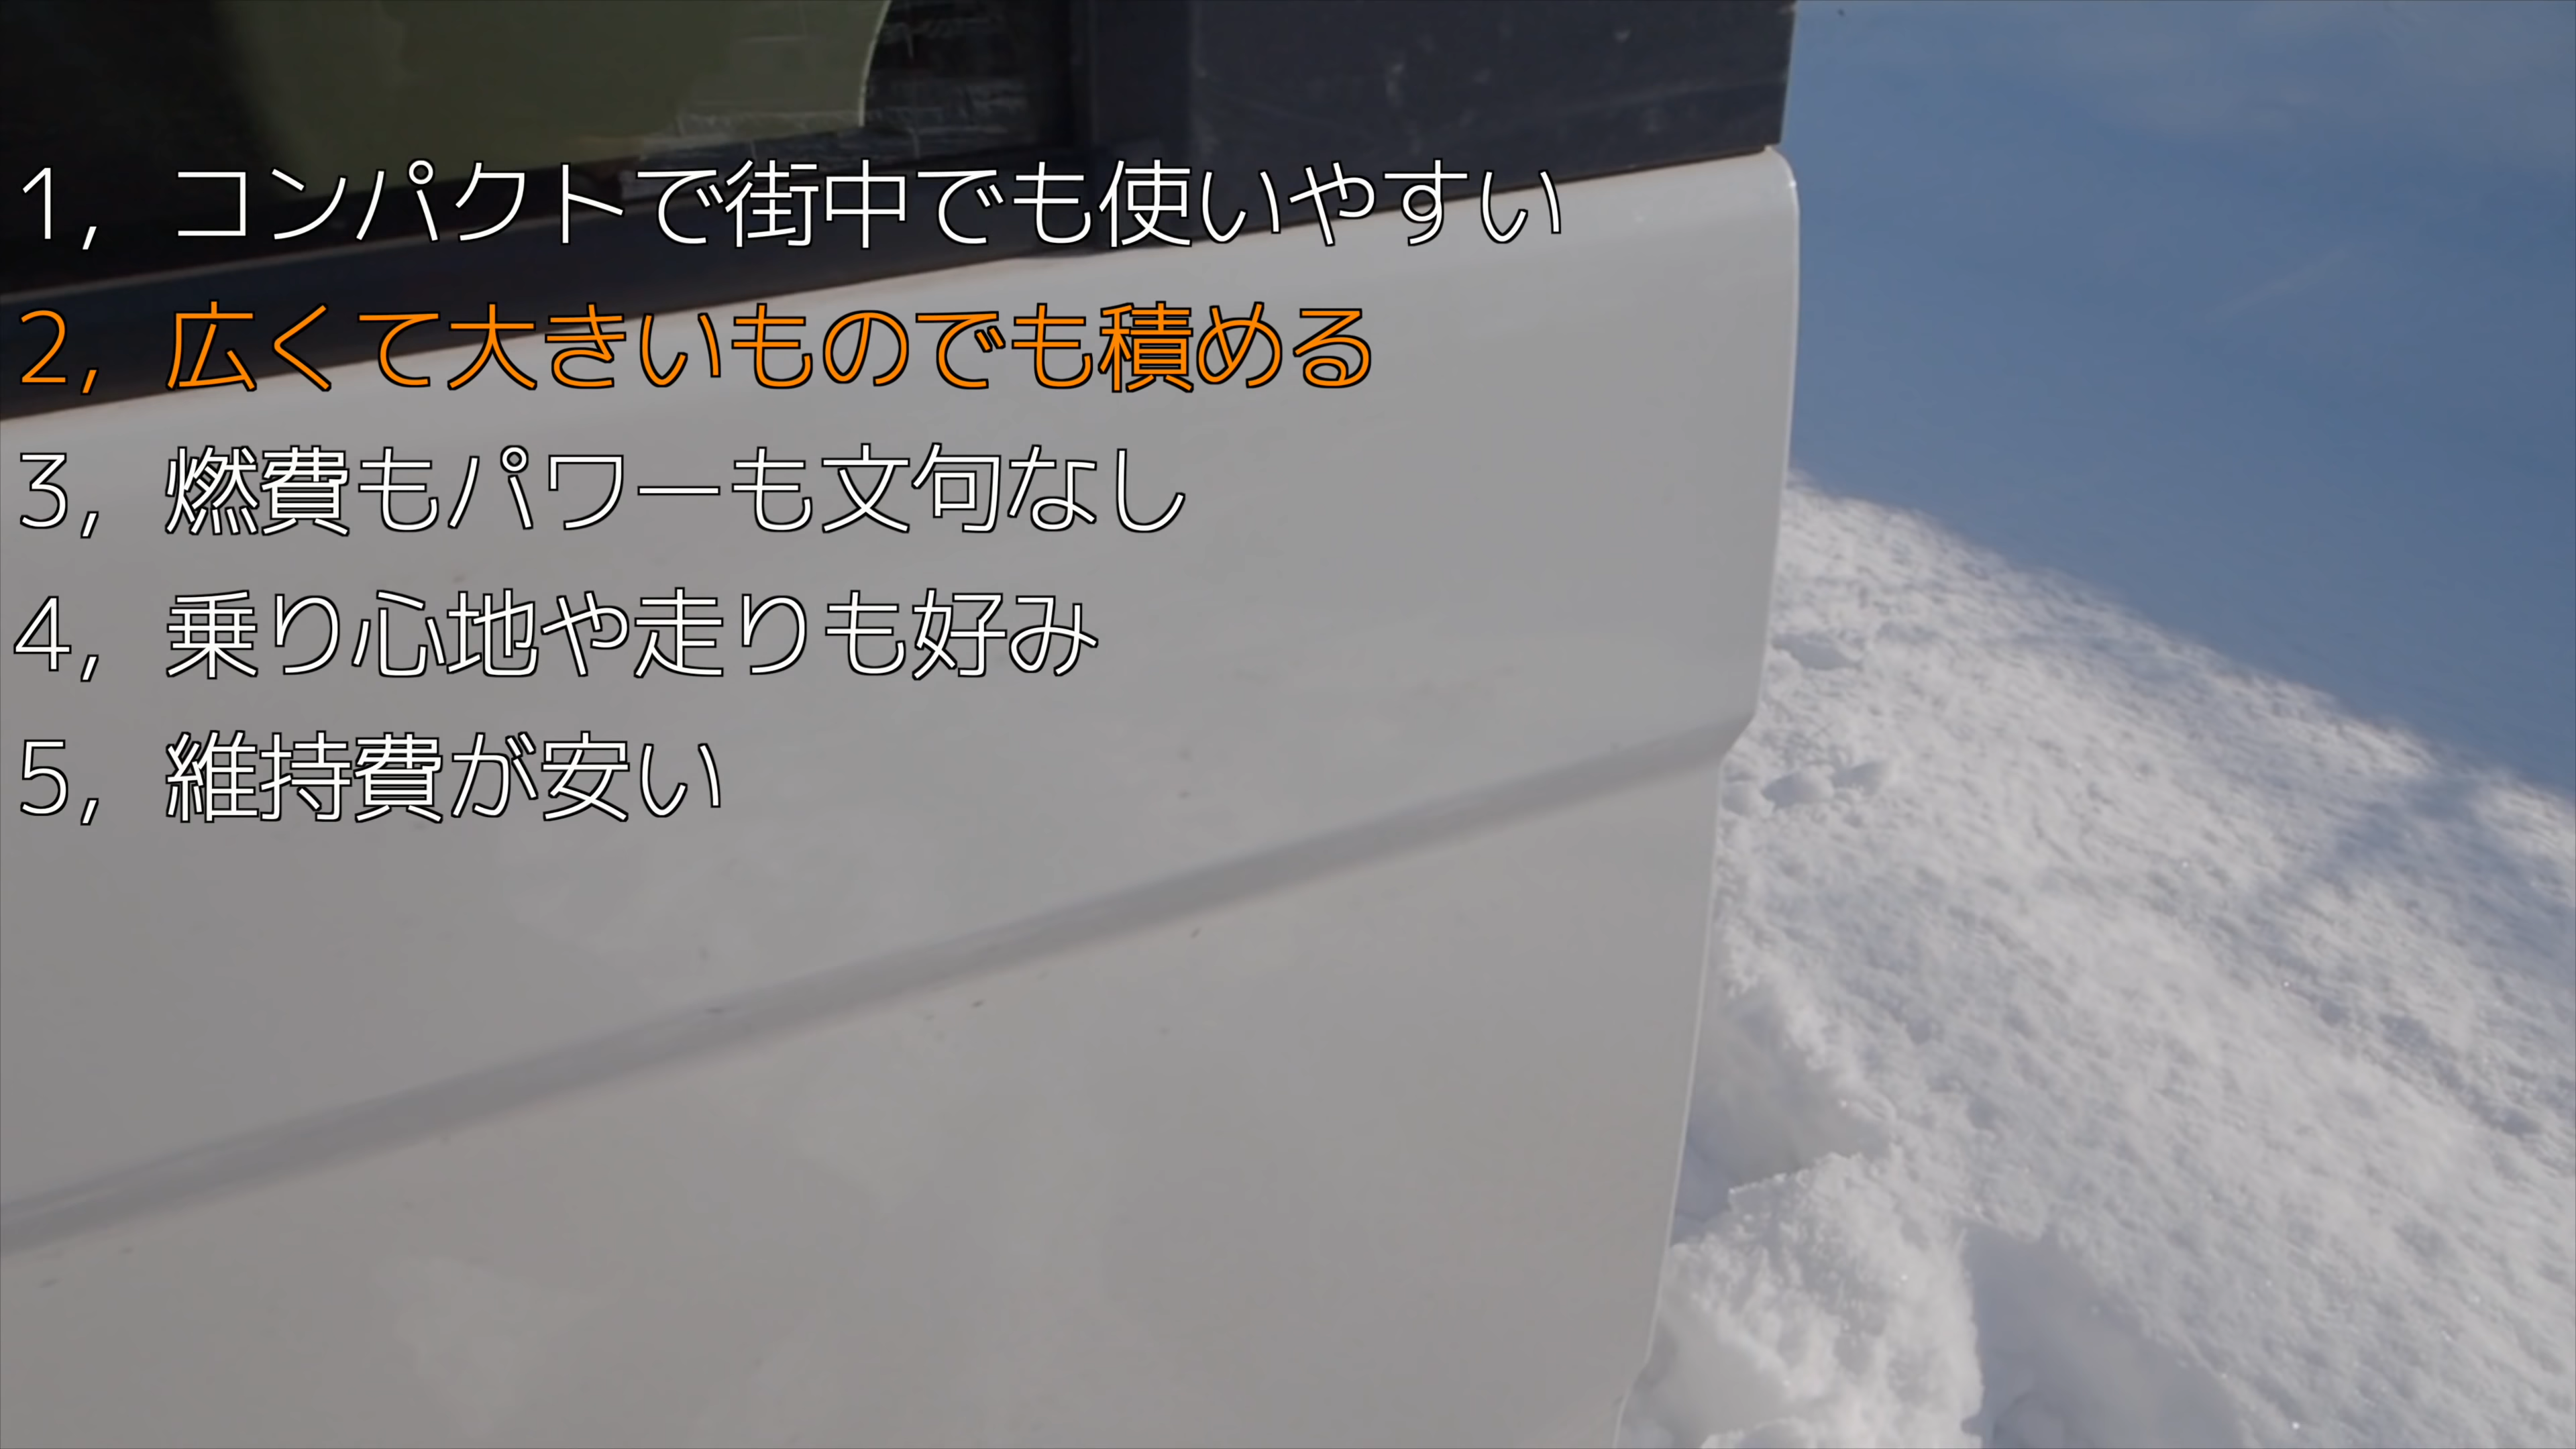 1，コンパクトで街中でも使いやすい
2，広くて大きいものでも積める
3，燃費もパワーも文句なし
4，乗り心地や走りも好み
5，維持費が安い